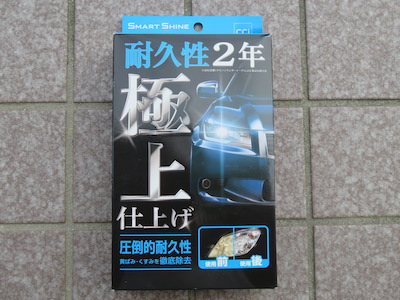 SMART SHINE
CCI
耐久性2年
極上
仕上げ
圧倒的耐久性
黄ばみ・くすみを徹底除去
使用前
使用後